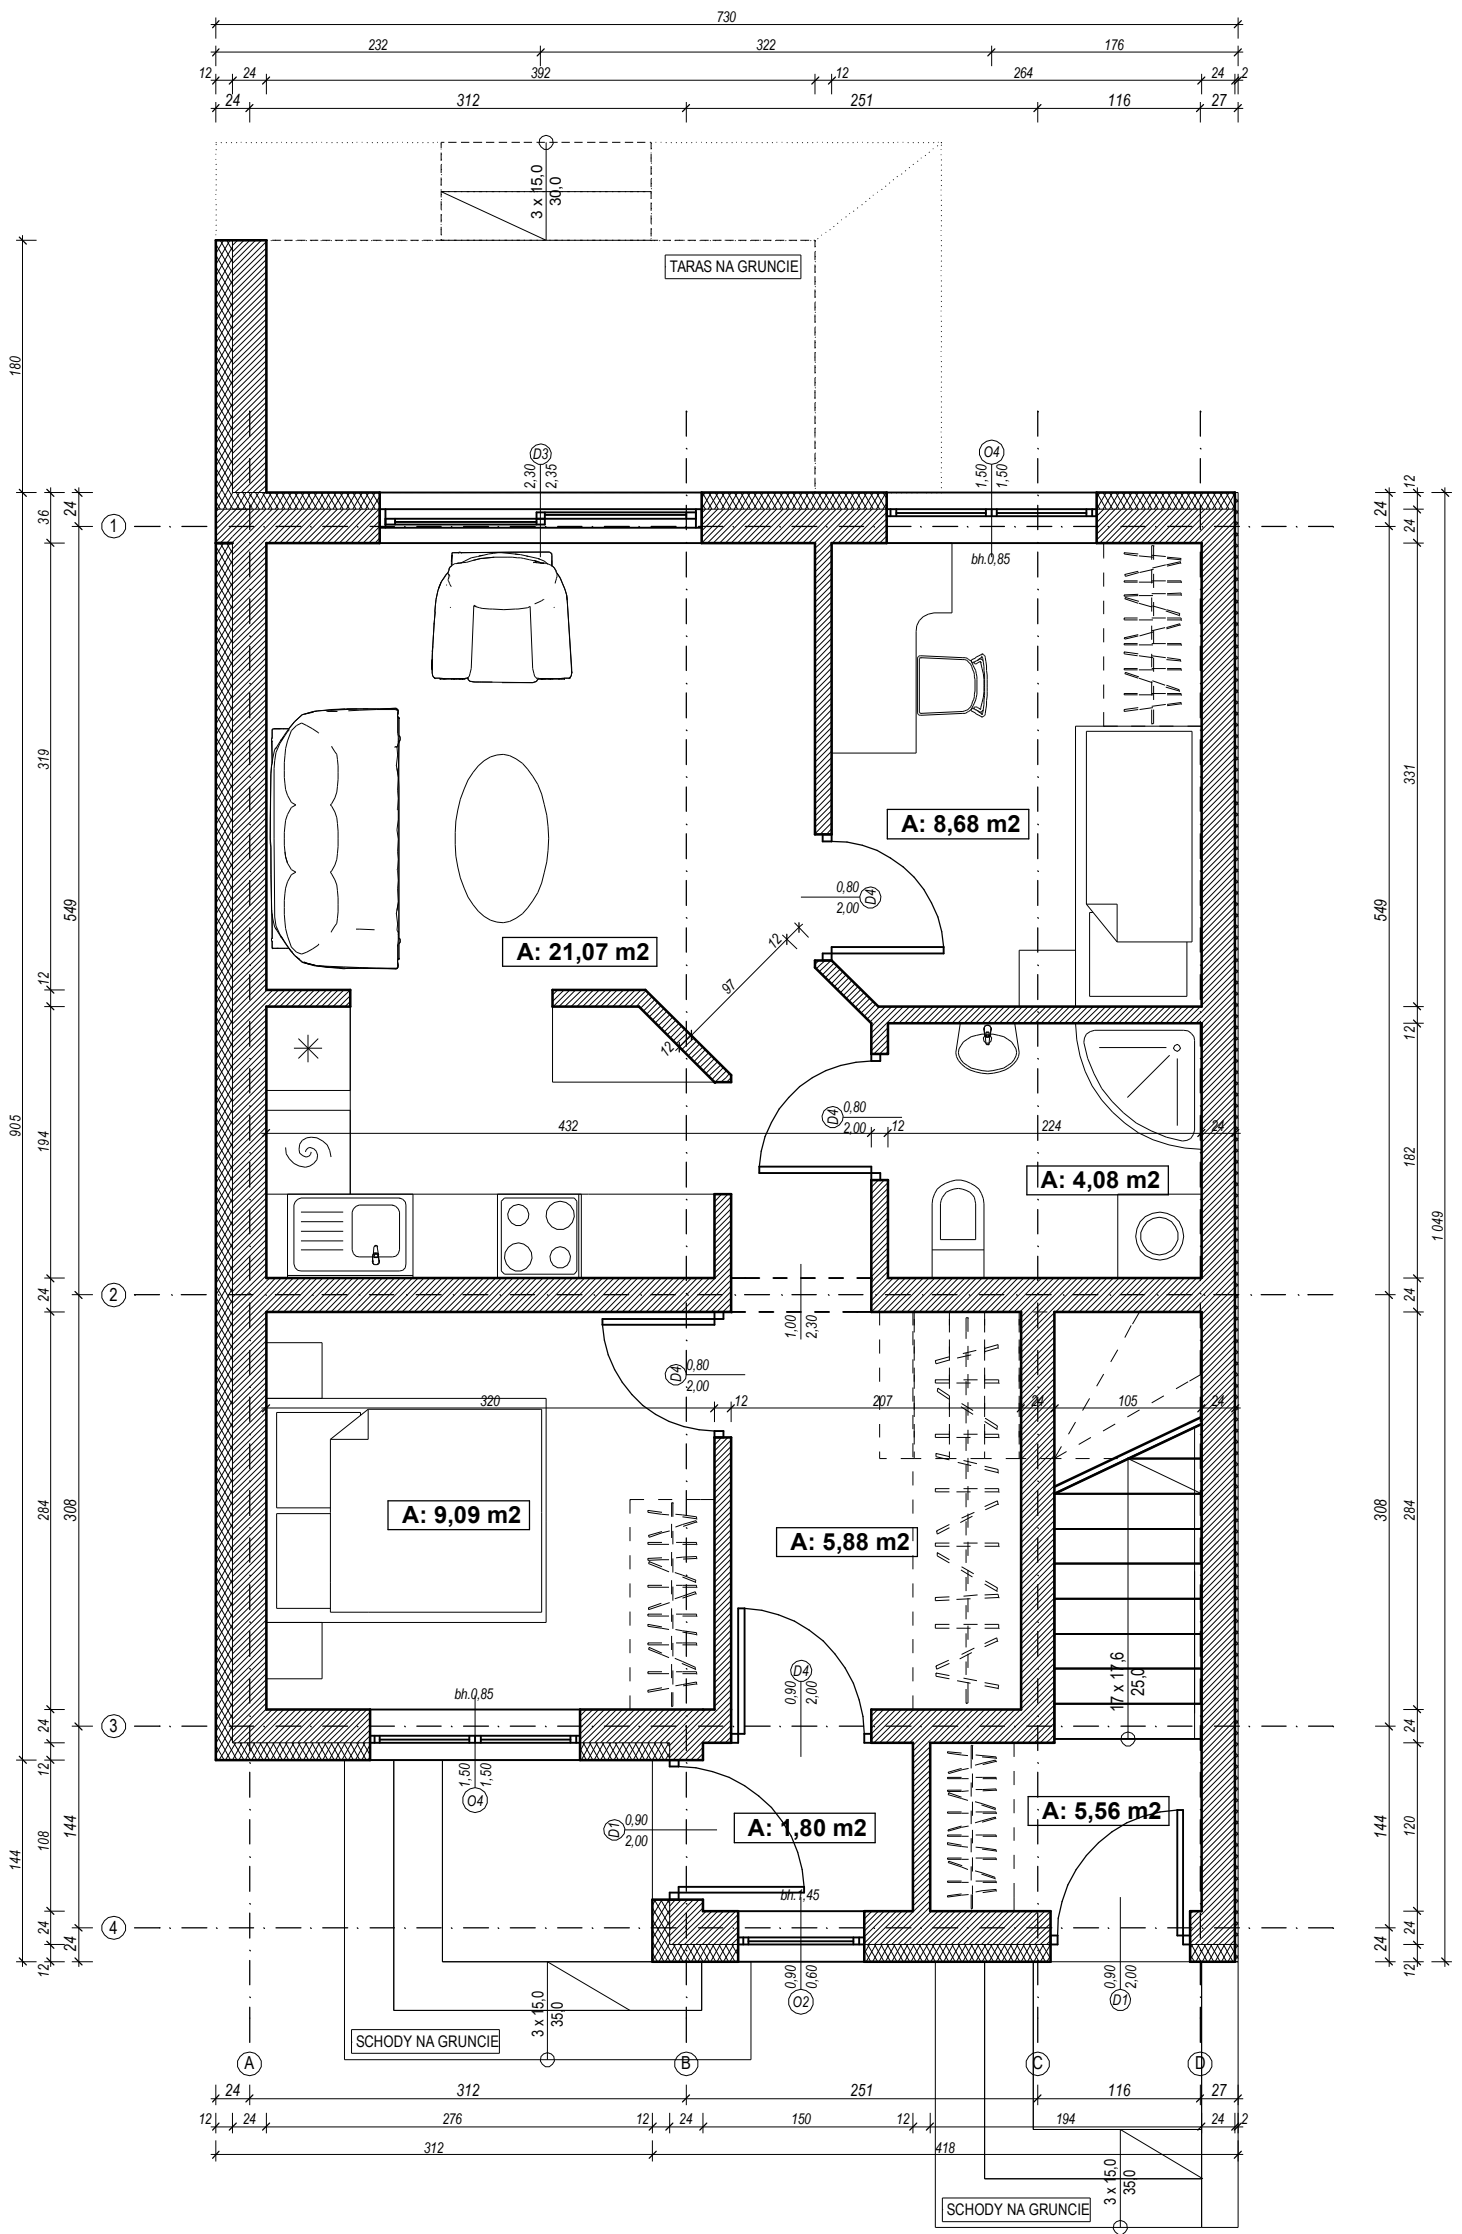 730
232 322 176
12 24 392 12 264 24 2
24 312 251 116 27
3 x 15,0
30,0
TARAS NA GRUNCIE
180
D3
2,30
2,35
O4
1,50
1,50
36
24
1
24
12
24
bh.0,85
319
549
331
549
A: 8,68 m2
0,80
2,00
D4
A: 21,07 m2
12
97
12
12
12
905
194
0,80
2,00
D4
432 12 224 24
182
A: 4,08 m2
1 049
24
2
24
1,00
2,30
0,80
2,00
D4
320 12 207 24 105 24
284
308
308
284
A: 9,09 m2
A: 5,88 m2
bh.0,85
D4
0,90
2,00
17 x 17,6
25,0
24
3
24
12
1,50
1,50
O4
0,90
2,00
D1
A: 1,80 m2
A: 5,56 m2
144
108
144
144
120
bh.1,45
24
24
4
24
24
12
12
0,90
0,60
O2
0,90
2,00
D1
3 x 15,0
35,0
SCHODY NA GRUNCIE
A B C D
24 312 251 116 27
12 24 276 12 24 150 12 194 24 2
312 418
3 x 15,0
35,0
SCHODY NA GRUNCIE